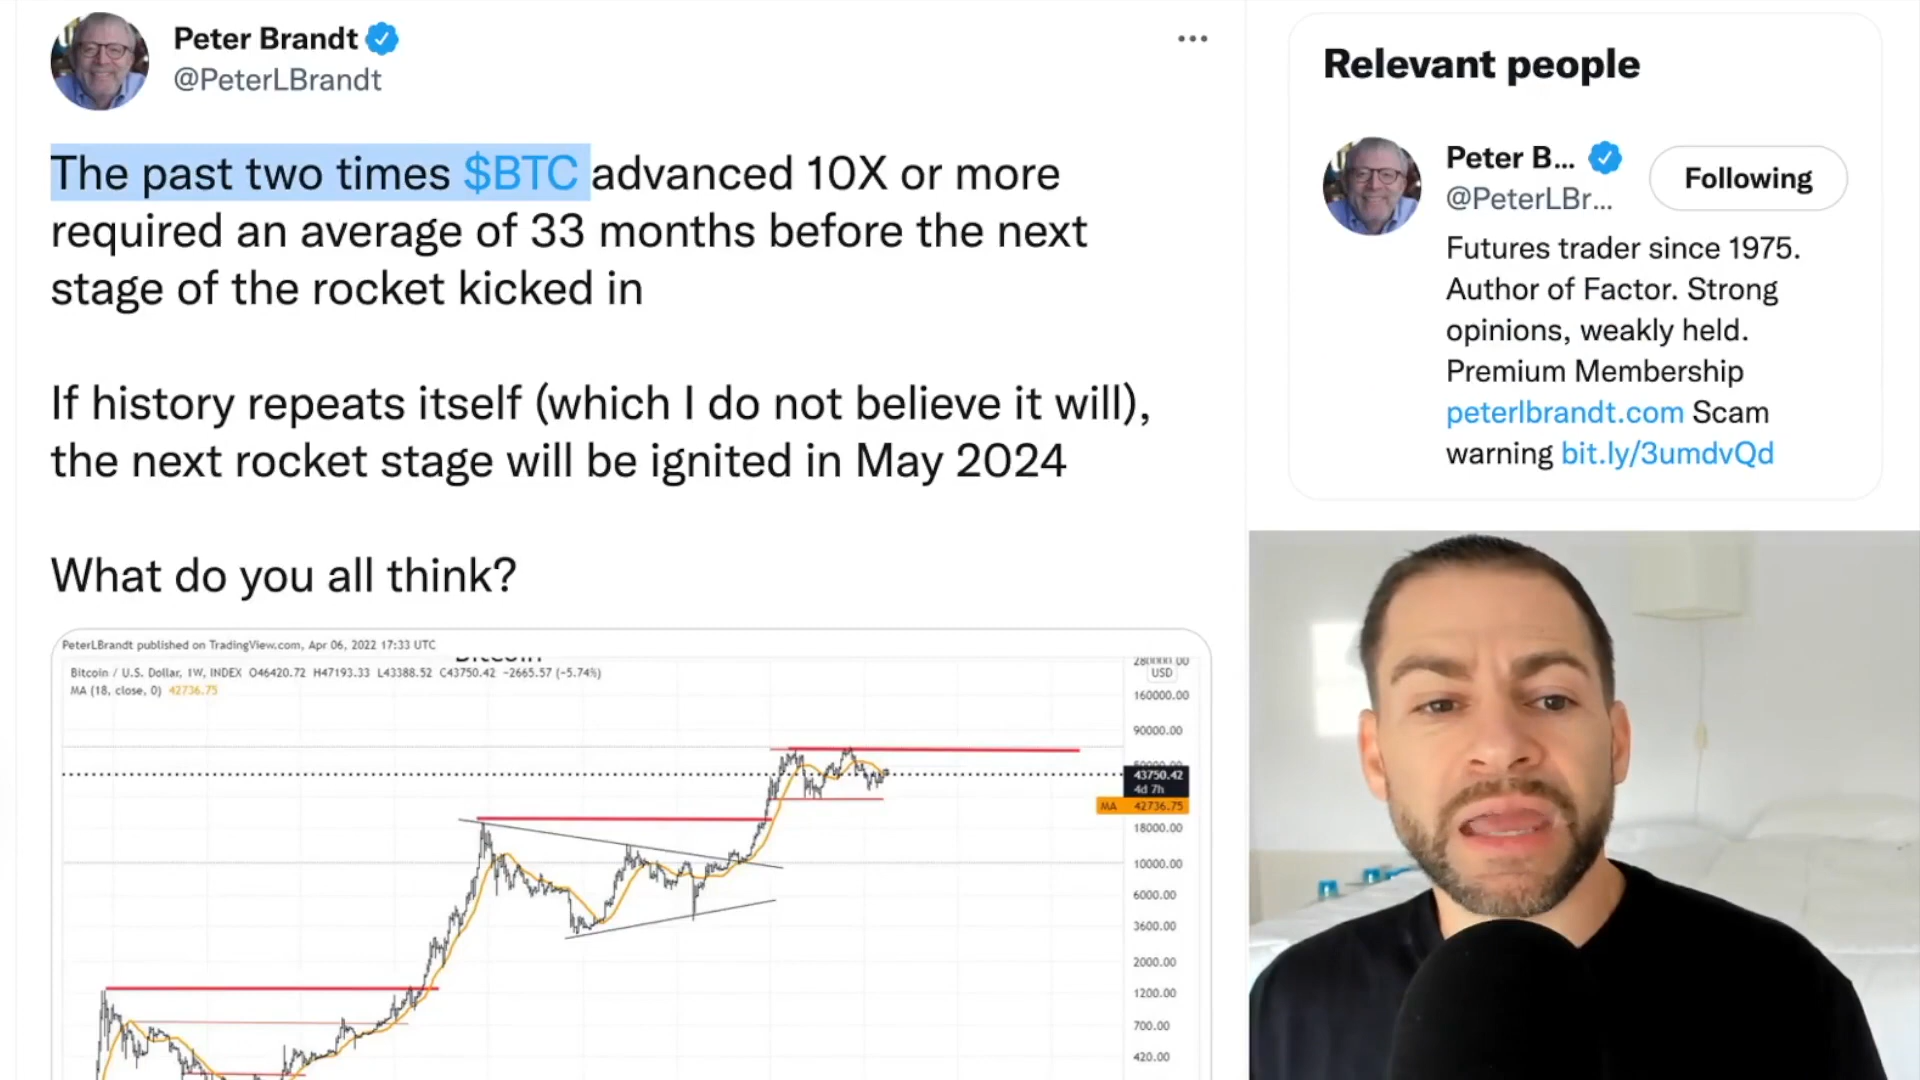 Peter Brandt
@PeterLBrandt
The past two times $BTC advanced 10X or more
required an average of 33 months before the next
stage of the rocket kicked in
If history repeats itself (which I do not believe it will),
the next rocket stage will be ignited in May 2024
What do you all think?
PeterLBrandt published on TradingView.com, Apr 06, 2022 17:33 UTC
Bitcoin
Bitcoin / U.S. Dollar, 1W, INDEX O46420.72 H47193.33 L43388.52 C43750.42 −2665.57 (−5.74%)
MA (18, close, 0) 42736.75
USD
160000.00
90000.00
43750.42
4d 7h
MA 42736.75
18000.00
10000.00
6000.00
3600.00
2000.00
1200.00
700.00
420.00
Relevant people
Peter B...
@PeterLBr...
Following
Futures trader since 1975.
Author of Factor. Strong
opinions, weakly held.
Premium Membership
peterlbrandt.com Scam
warning bit.ly/3umdvQd